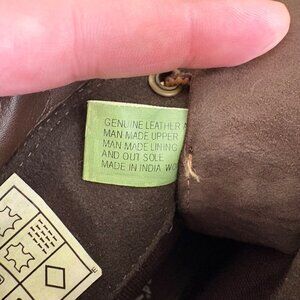 GENUINE LEATHER
MAN MADE UPPER
MAN MADE LINING
AND OUT SOLE
MADE IN INDIA